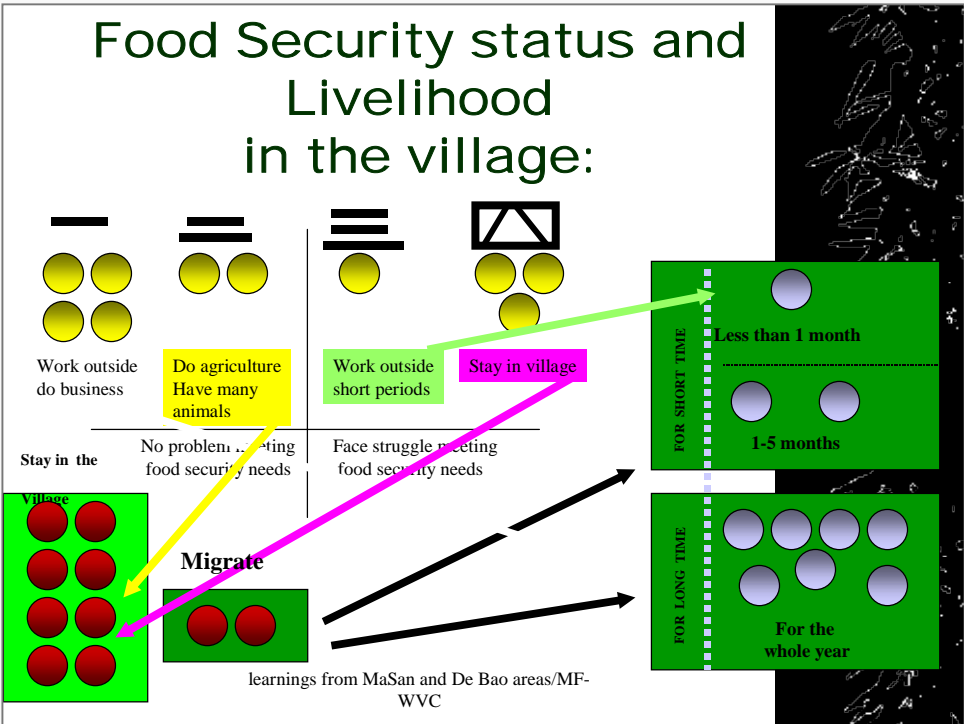 Food Security status and
Livelihood
in the village:
Work outside
do business
Do agriculture
Have many
animals
Work outside
short periods
Stay in village
No problem meeting
food security needs
Face struggle meeting
food security needs
Stay in the
Village
Migrate
FOR SHORT TIME
Less than 1 month
1-5 months
FOR LONG TIME
For the
whole year
learnings from MaSan and De Bao areas/MF-
WVC